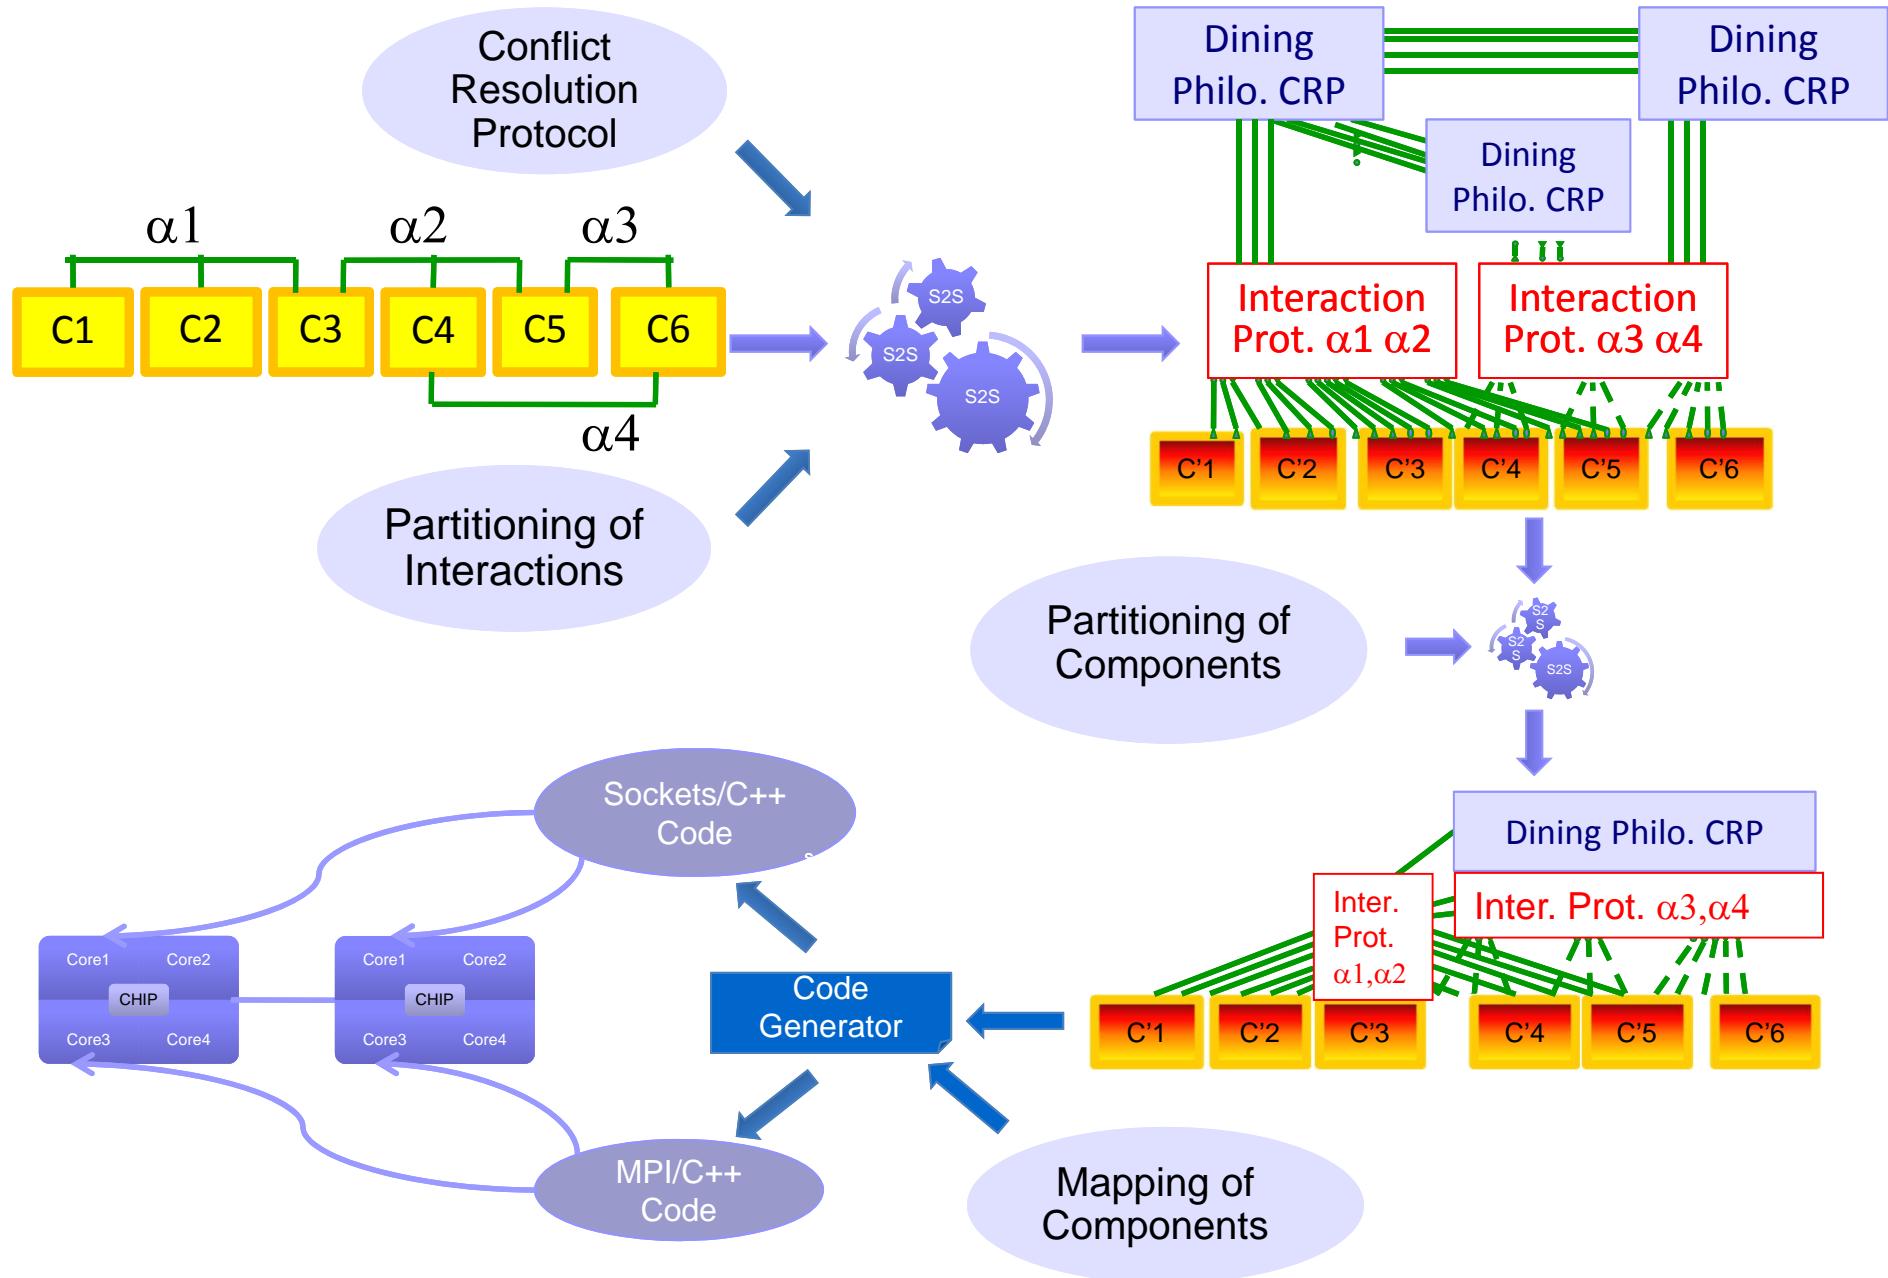 Conflict
Resolution
Protocol
α1
α2
α3
C1
C2
C3
C4
C5
C6
α4
Partitioning of
Interactions
S2S
S2S
S2S
Dining
Philo. CRP
Dining
Philo. CRP
Dining
Philo. CRP
Interaction
Prot. α1 α2
Interaction
Prot. α3 α4
C'1
C'2
C'3
C'4
C'5
C'6
Partitioning of
Components
S2
S
S2
S
S2S
Dining Philo. CRP
Inter. Prot. α3,α4
Inter.
Prot.
α1,α2
C'1
C'2
C'3
C'4
C'5
C'6
Mapping of
Components
Code
Generator
Sockets/C++
Code
s
MPI/C++
Code
Core1
Core2
CHIP
Core3
Core4
Core1
Core2
CHIP
Core3
Core4